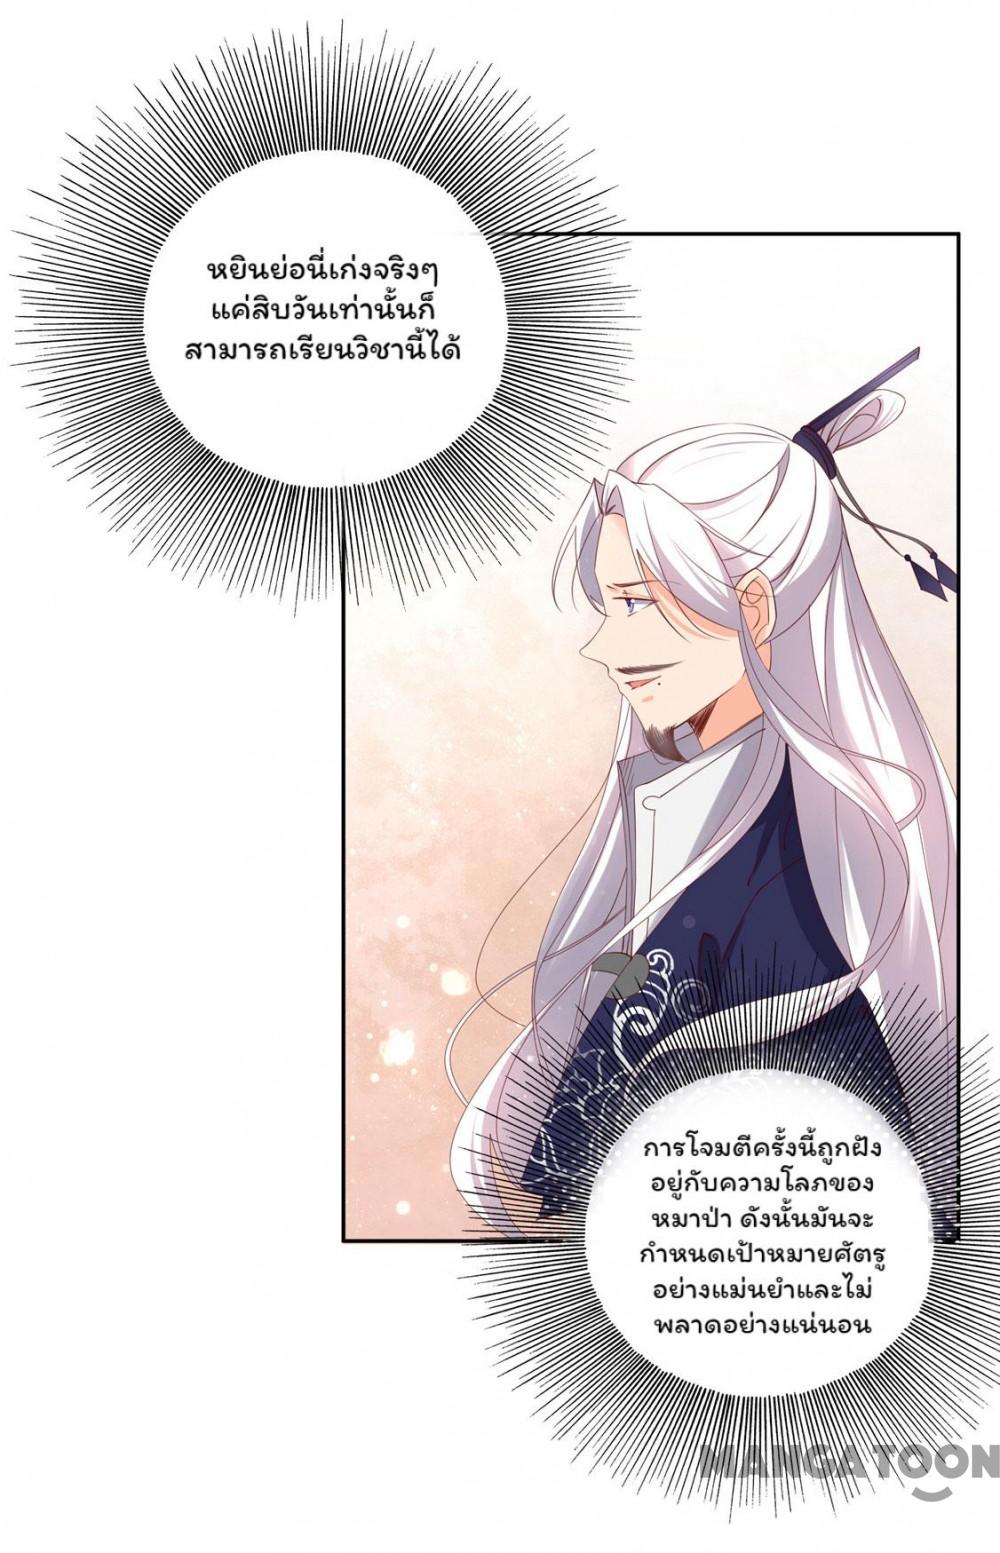 หยินย่อนี่เก่งจริงๆ
แค่สิบวันเท่านั้นก็
สามารถเรียนวิชานี้ได้
การโจมตีครั้งนี้ถูกฝัง
อยู่กับความโลภของ
หมาป่า ดังนั้นมันจะ
กำหนดเป้าหมายศัตรู
อย่างแม่นยำและไม่
พลาดอย่างแน่นอน
MANGATOON